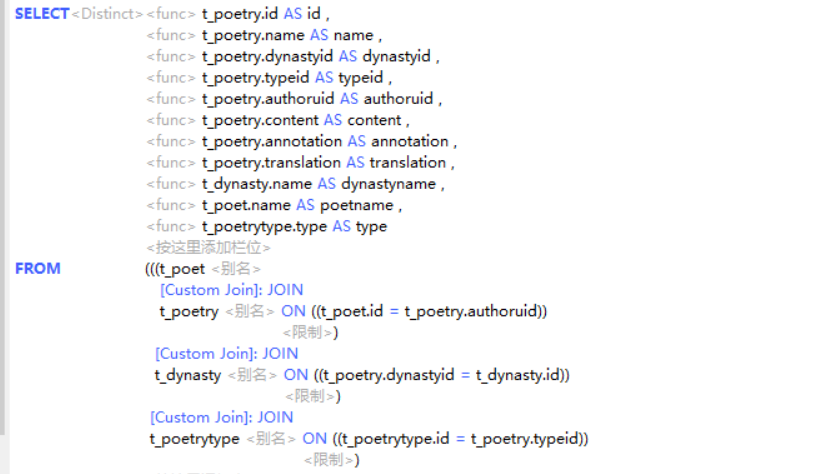 SELECT <Distinct> <func> t_poetry.id AS id ,
<func> t_poetry.name AS name ,
<func> t_poetry.dynastyid AS dynastyid ,
<func> t_poetry.typeid AS typeid ,
<func> t_poetry.authoruid AS authoruid ,
<func> t_poetry.content AS content ,
<func> t_poetry.annotation AS annotation ,
<func> t_poetry.translation AS translation ,
<func> t_dynasty.name AS dynastyname ,
<func> t_poet.name AS poetname ,
<func> t_poetrytype.type AS type
<按这里添加栏位>
FROM (((t_poet <别名>
[Custom Join]: JOIN
t_poetry <别名> ON ((t_poet.id = t_poetry.authoruid))
<限制>)
[Custom Join]: JOIN
t_dynasty <别名> ON ((t_poetry.dynastyid = t_dynasty.id))
<限制>)
[Custom Join]: JOIN
t_poetrytype <别名> ON ((t_poetrytype.id = t_poetry.typeid))
<限制>)